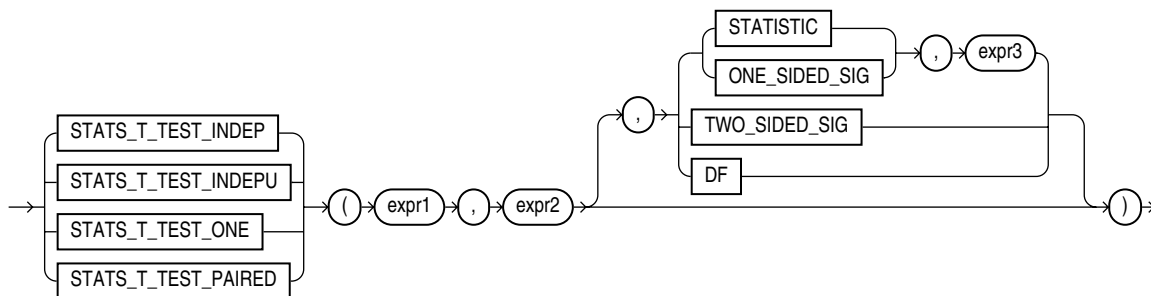 STATS_T_TEST_INDEP
STATS_T_TEST_INDEPU
STATS_T_TEST_ONE
STATS_T_TEST_PAIRED
( expr1 , expr2
,
STATISTIC
ONE_SIDED_SIG
, expr3
TWO_SIDED_SIG
DF
)